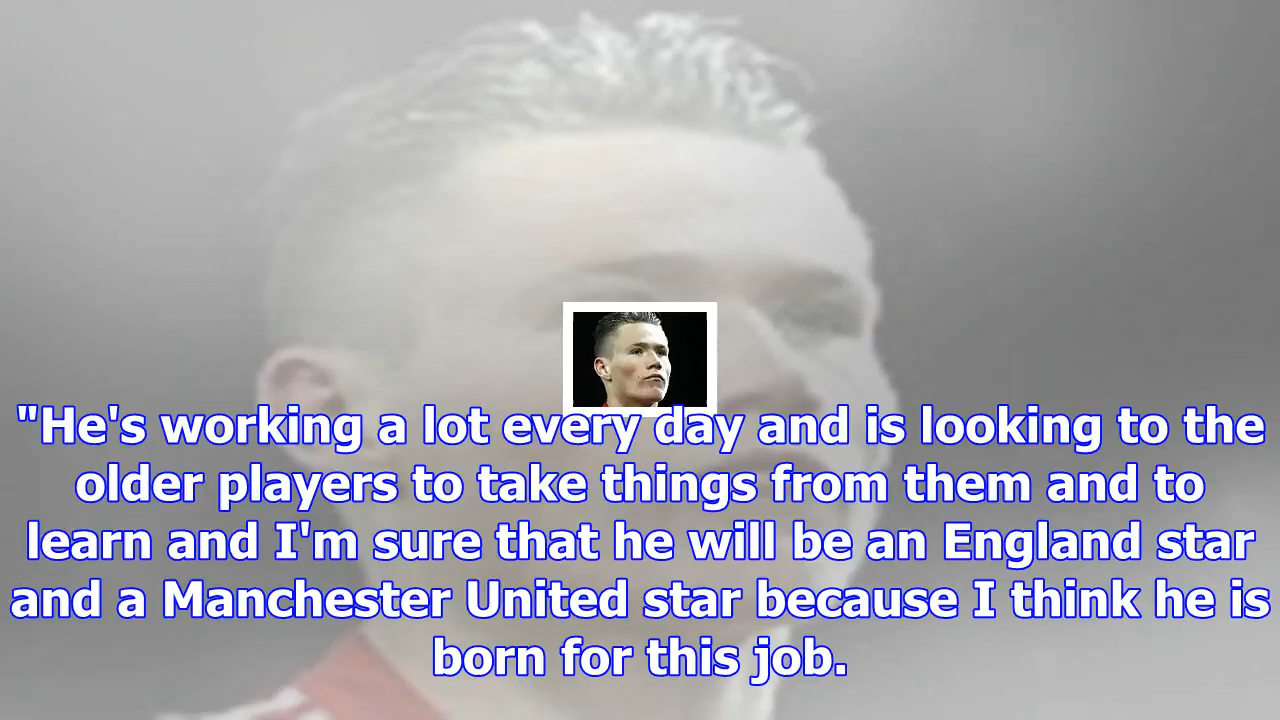 "He's working a lot every day and is looking to the
older players to take things from them and to
learn and I'm sure that he will be an England star
and a Manchester United star because I think he is
born for this job.